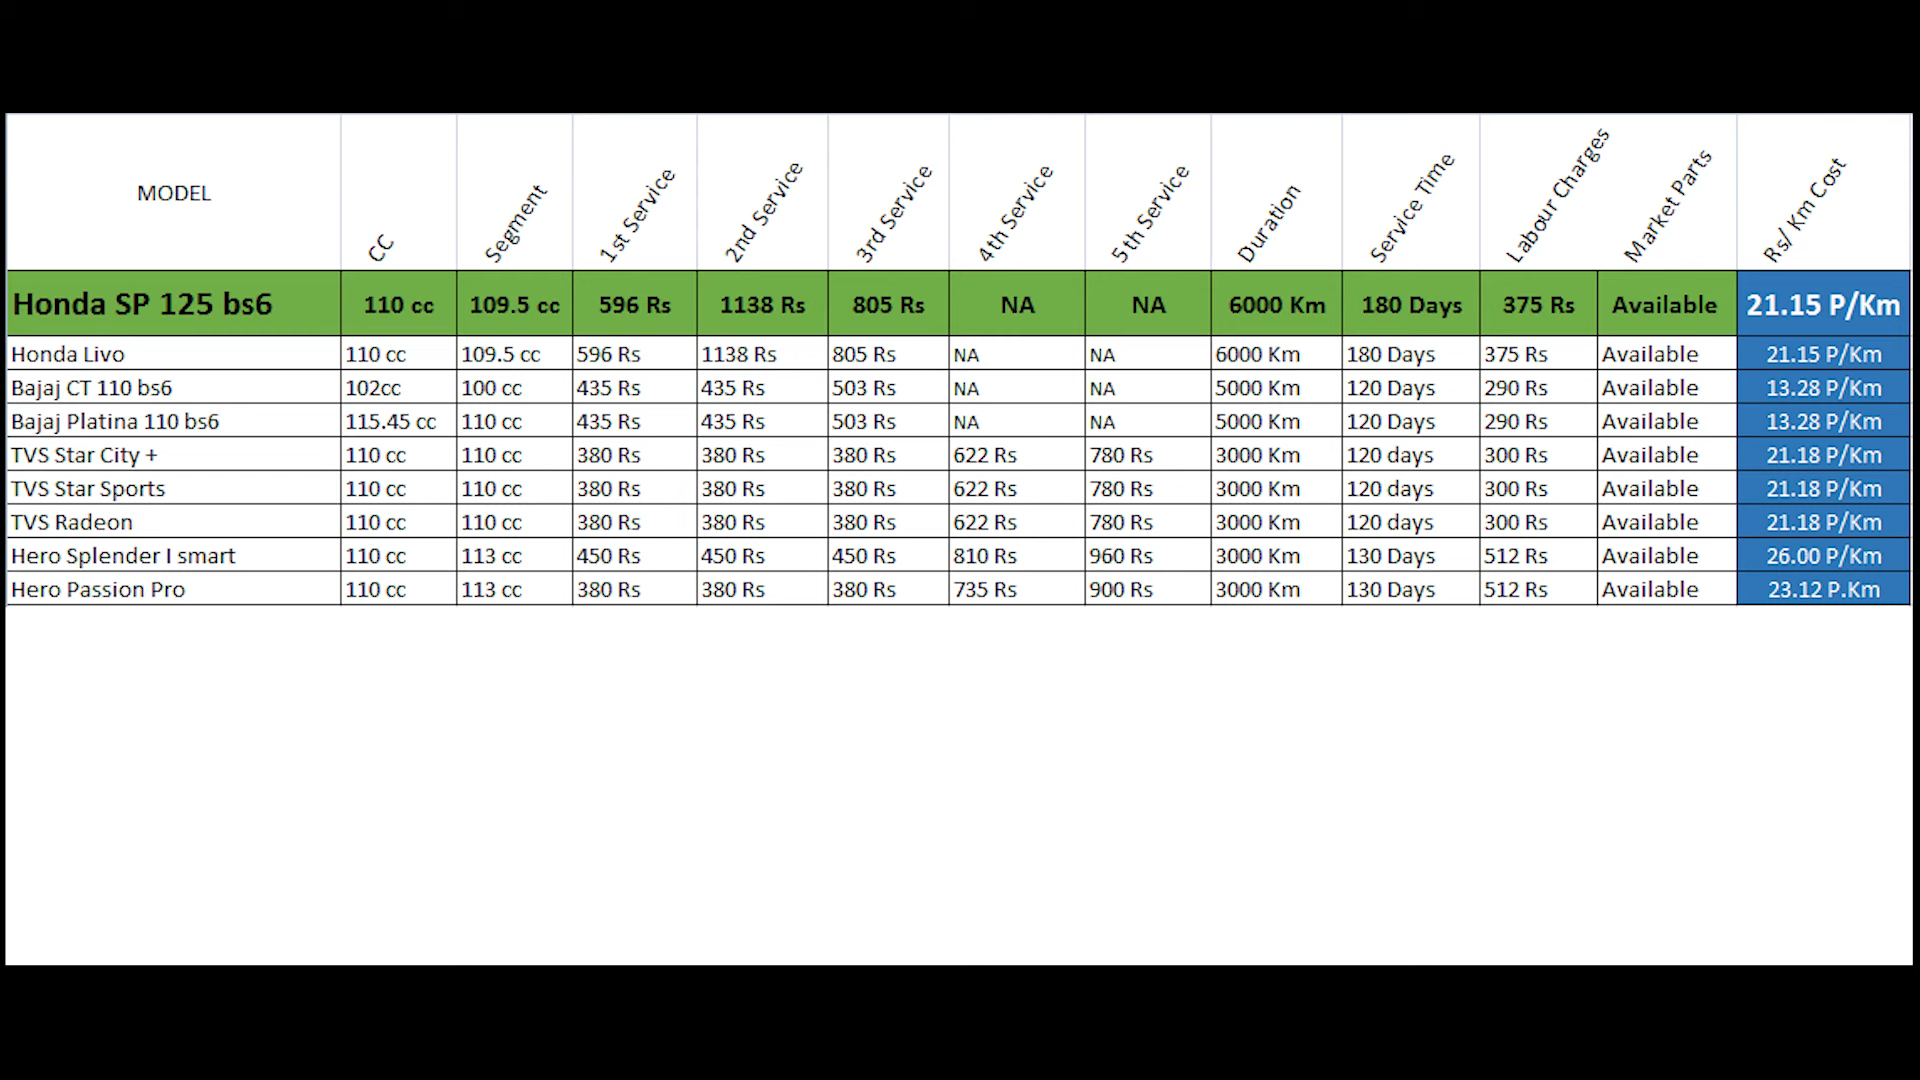 MODEL CC Segment 1st Service 2nd Service 3rd Service 4th Service 5th Service Duration Service Time Labour Charges Market Parts Rs/ Km Cost
Honda SP 125 bs6 110 cc 109.5 cc 596 Rs 1138 Rs 805 Rs NA NA 6000 Km 180 Days 375 Rs Available 21.15 P/Km
Honda Livo 110 cc 109.5 cc 596 Rs 1138 Rs 805 Rs NA NA 6000 Km 180 Days 375 Rs Available 21.15 P/Km
Bajaj CT 110 bs6 102cc 100 cc 435 Rs 435 Rs 503 Rs NA NA 5000 Km 120 Days 290 Rs Available 13.28 P/Km
Bajaj Platina 110 bs6 115.45 cc 110 cc 435 Rs 435 Rs 503 Rs NA NA 5000 Km 120 Days 290 Rs Available 13.28 P/Km
TVS Star City + 110 cc 110 cc 380 Rs 380 Rs 380 Rs 622 Rs 780 Rs 3000 Km 120 days 300 Rs Available 21.18 P/Km
TVS Star Sports 110 cc 110 cc 380 Rs 380 Rs 380 Rs 622 Rs 780 Rs 3000 Km 120 days 300 Rs Available 21.18 P/Km
TVS Radeon 110 cc 110 cc 380 Rs 380 Rs 380 Rs 622 Rs 780 Rs 3000 Km 120 days 300 Rs Available 21.18 P/Km
Hero Splender I smart 110 cc 113 cc 450 Rs 450 Rs 450 Rs 810 Rs 960 Rs 3000 Km 130 Days 512 Rs Available 26.00 P/Km
Hero Passion Pro 110 cc 113 cc 380 Rs 380 Rs 380 Rs 735 Rs 900 Rs 3000 Km 130 Days 512 Rs Available 23.12 P.Km